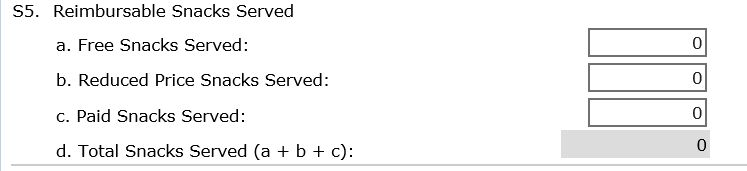 S5. Reimbursable Snacks Served
a. Free Snacks Served: 0
b. Reduced Price Snacks Served: 0
c. Paid Snacks Served: 0
d. Total Snacks Served (a + b + c): 0